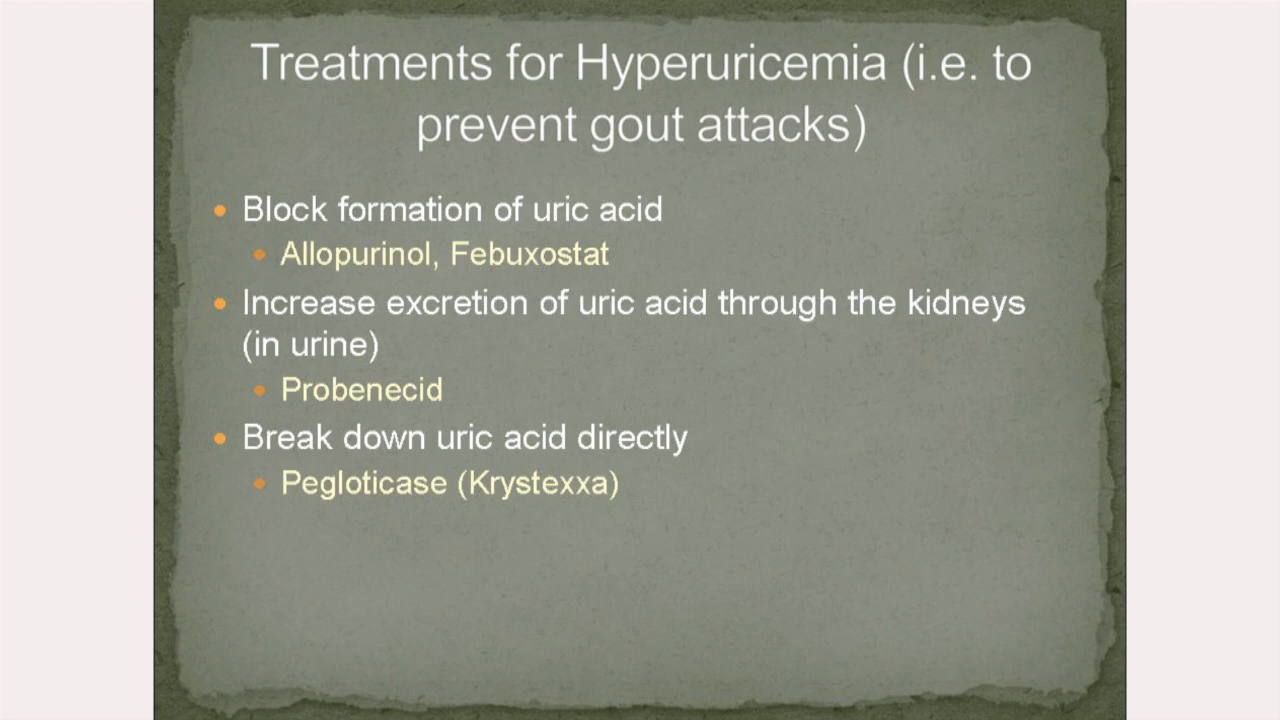 Treatments for Hyperuricemia (i.e. to
prevent gout attacks)
Block formation of uric acid
Allopurinol, Febuxostat
Increase excretion of uric acid through the kidneys
(in urine)
Probenecid
Break down uric acid directly
Pegloticase (Krystexxa)